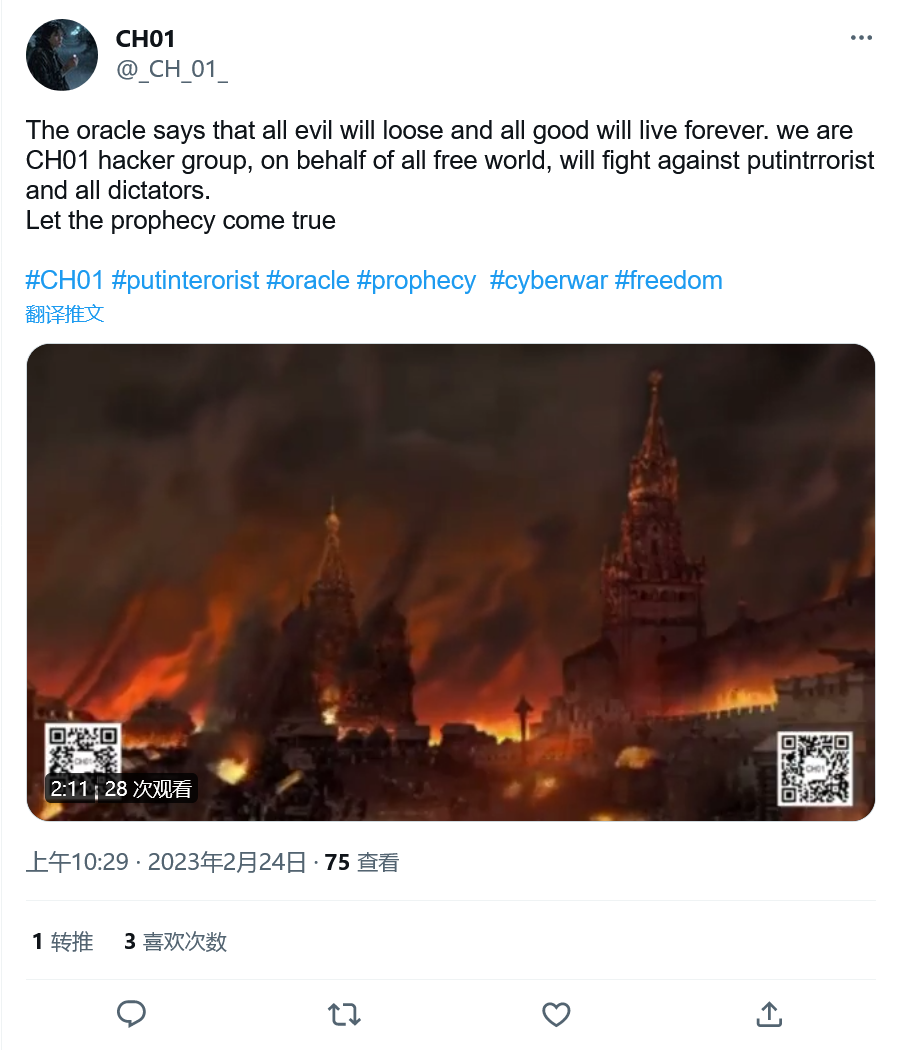 CH01
@_CH_01_
The oracle says that all evil will loose and all good will live forever. we are
CH01 hacker group, on behalf of all free world, will fight against putintrrorist
and all dictators.
Let the prophecy come true
#CH01 #putinterorist #oracle #prophecy #cyberwar #freedom
翻译推文
CH01
CH01
2:11 28 次观看
上午10:29 · 2023年2月24日 · 75 查看
1 转推 3 喜欢次数